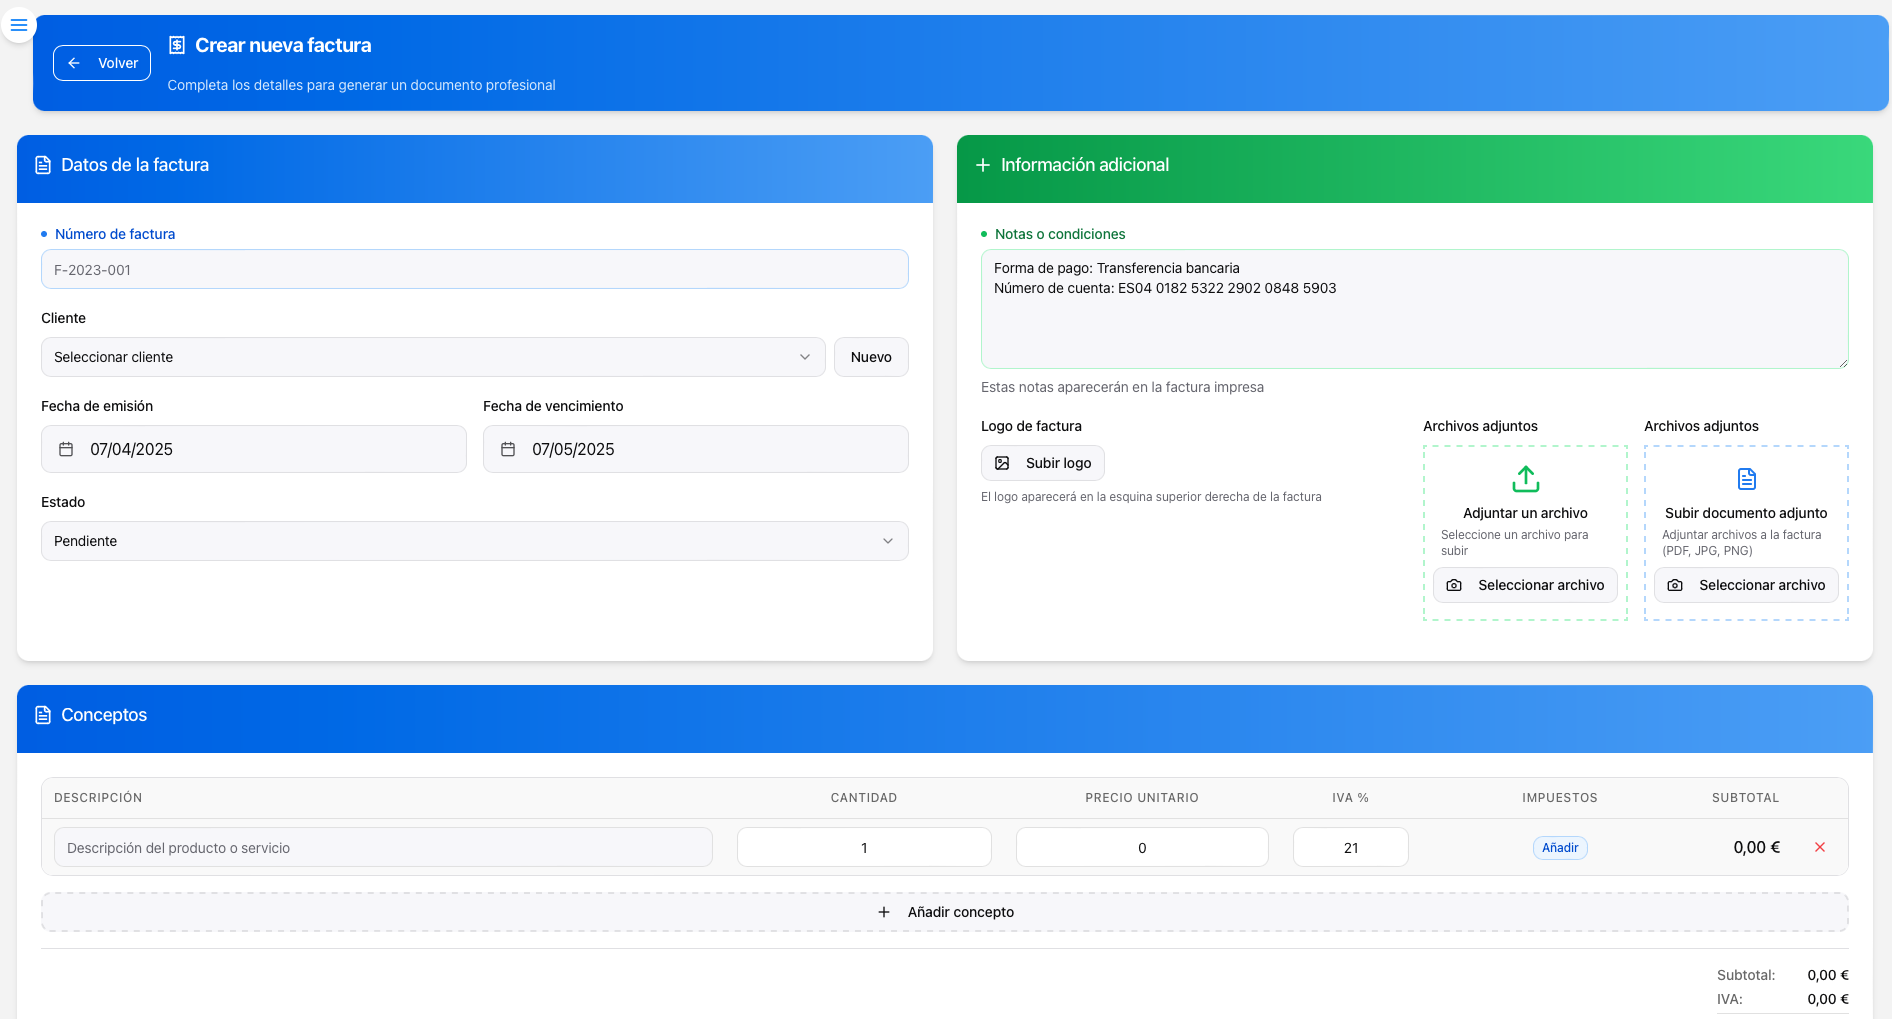 Volver
Crear nueva factura
Completa los detalles para generar un documento profesional
Datos de la factura
Número de factura
F-2023-001
Cliente
Seleccionar cliente
Nuevo
Fecha de emisión
07/04/2025
Fecha de vencimiento
07/05/2025
Estado
Pendiente
Información adicional
Notas o condiciones
Forma de pago: Transferencia bancaria
Número de cuenta: ES04 0182 5322 2902 0848 5903
Estas notas aparecerán en la factura impresa
Logo de factura
Subir logo
El logo aparecerá en la esquina superior derecha de la factura
Archivos adjuntos
Adjuntar un archivo
Seleccione un archivo para
subir
Seleccionar archivo
Archivos adjuntos
Subir documento adjunto
Adjuntar archivos a la factura
(PDF, JPG, PNG)
Seleccionar archivo
Conceptos
DESCRIPCIÓN CANTIDAD PRECIO UNITARIO IVA % IMPUESTOS SUBTOTAL
Descripción del producto o servicio 1 0 21 Añadir 0,00 €
Añadir concepto
Subtotal: 0,00 €
IVA: 0,00 €